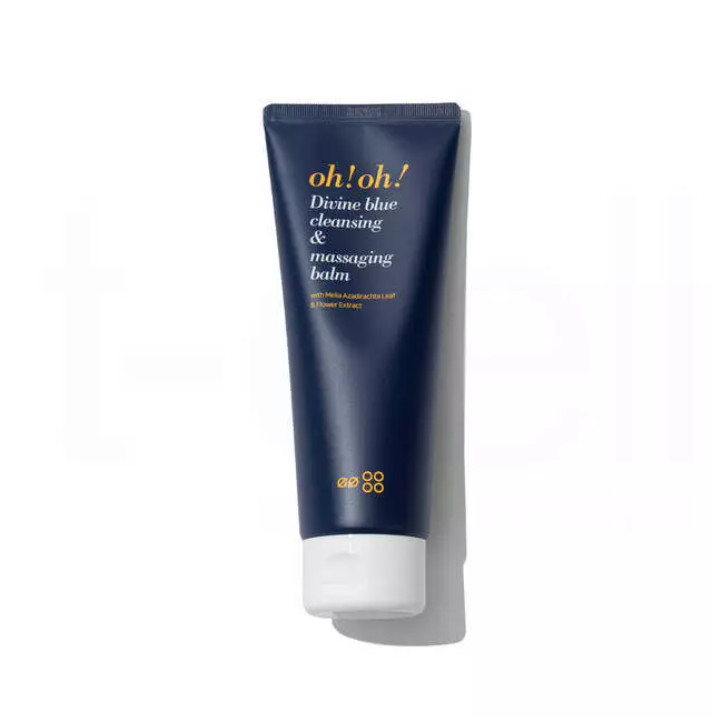 oh! oh!
Divine blue
cleansing
&
massaging
balm
with Melia Azadirachta Leaf
& Flower Extract